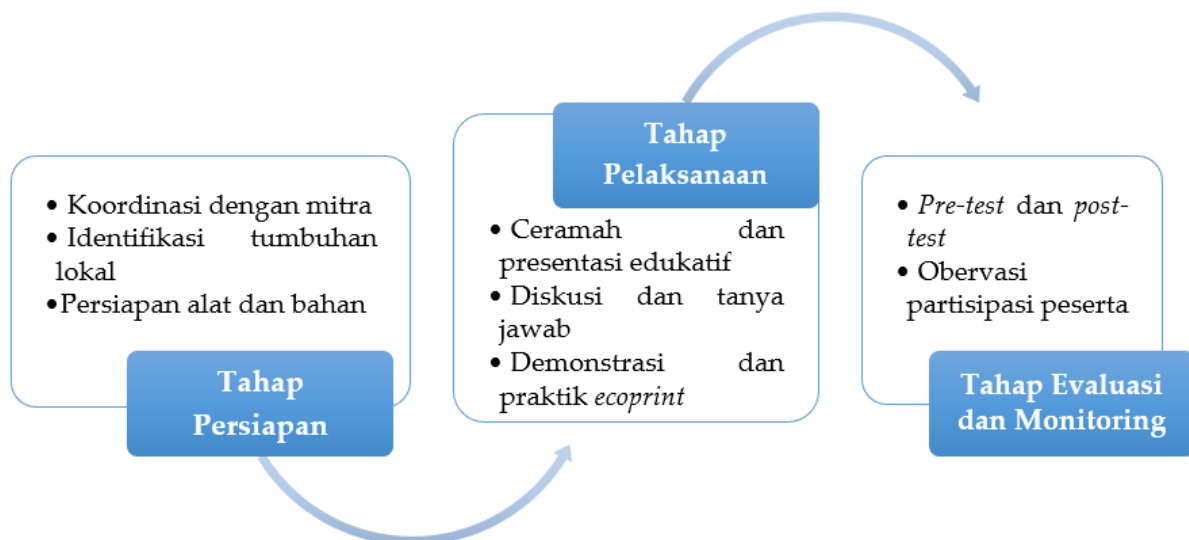 • Koordinasi dengan mitra
• Identifikasi tumbuhan
lokal
•Persiapan alat dan bahan
Tahap
Persiapan
Tahap
Pelaksanaan
• Ceramah dan
presentasi edukatif
• Diskusi dan tanya
jawab
• Demonstrasi dan
praktik ecoprint
• Pre-test dan post-
test
• Obervasi
partisipasi peserta
Tahap Evaluasi
dan Monitoring